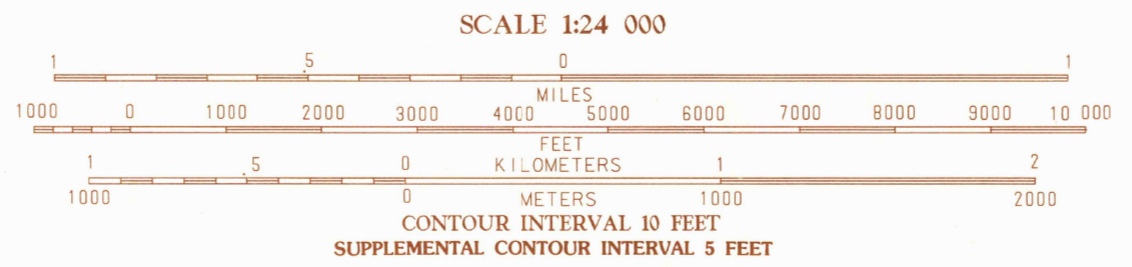 SCALE 1:24 000
1 .5 0 1
MILES
1000 0 1000 2000 3000 4000 5000 6000 7000 8000 9000 10 000
FEET
1 .5 0 KILOMETERS 1 2
1000 0 METERS 1000 2000
CONTOUR INTERVAL 10 FEET
SUPPLEMENTAL CONTOUR INTERVAL 5 FEET